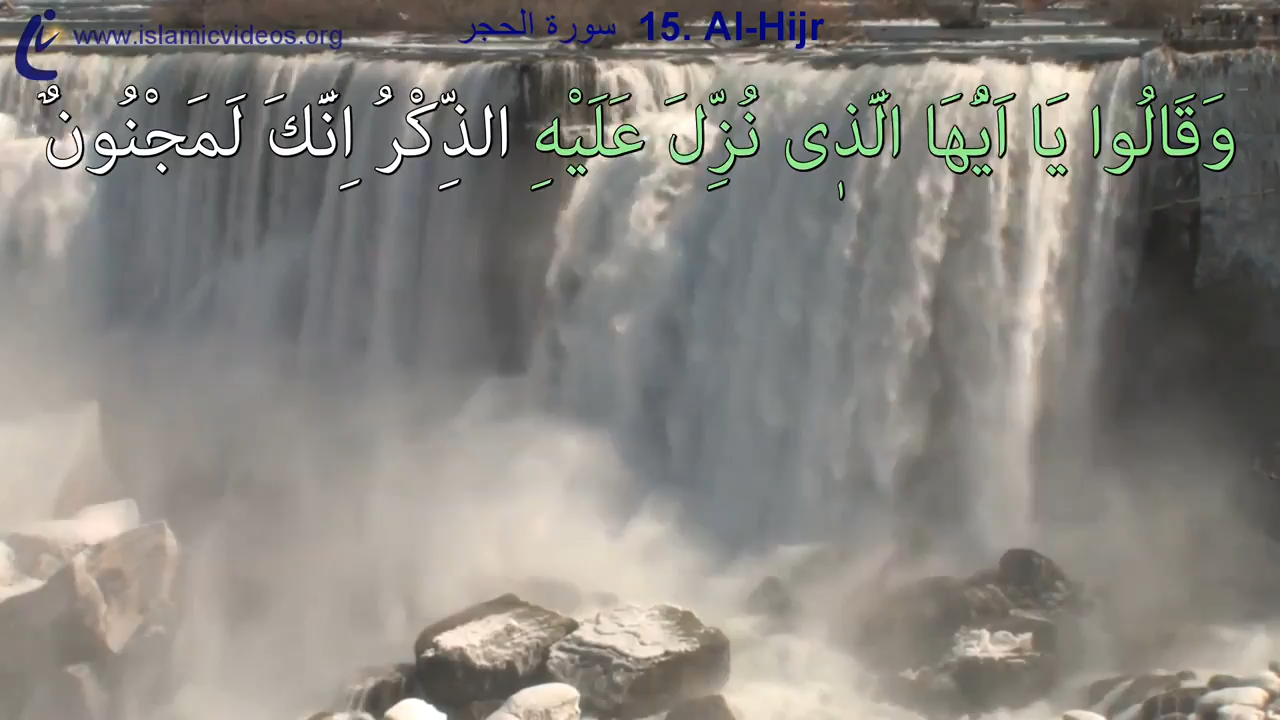 www.islamicvideos.org
سورة الحجر 15. Al-Hijr
وَقَالُوا يَا اَيُّهَا الَّذٖى نُزِّلَ عَلَيْهِ الذِّكْرُ اِنَّكَ لَمَجْنُونٌ